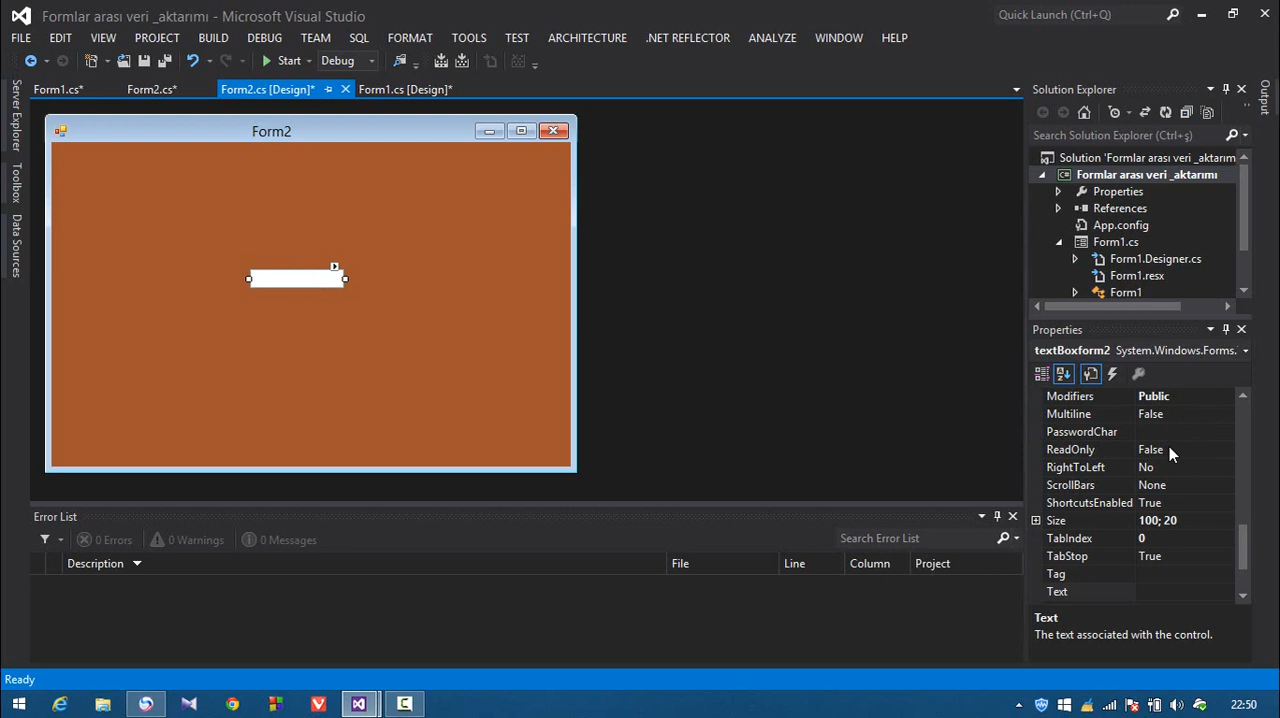 Formlar arası veri _aktarımı - Microsoft Visual Studio
Quick Launch (Ctrl+Q)
FILE EDIT VIEW PROJECT BUILD DEBUG TEAM SQL FORMAT TOOLS TEST ARCHITECTURE .NET REFLECTOR ANALYZE WINDOW HELP
Start Debug
Server Explorer
Toolbox
Data Sources
Form1.cs* Form2.cs* Form2.cs [Design]* Form1.cs [Design]*
Form2
Solution Explorer
Output
Search Solution Explorer (Ctrl+ş)
Solution 'Formlar arası veri _aktarım
Formlar arası veri _aktarımı
Properties
References
App.config
Form1.cs
Form1.Designer.cs
Form1.resx
Form1
Properties
textBoxform2 System.Windows.Forms.
Modifiers Public
Multiline False
PasswordChar
ReadOnly False
RightToLeft No
ScrollBars None
ShortcutsEnabled True
Size 100; 20
TabIndex 0
TabStop True
Tag
Text
Text
The text associated with the control.
Error List
0 Errors 0 Warnings 0 Messages
Search Error List
Description File Line Column Project
Ready
22:50